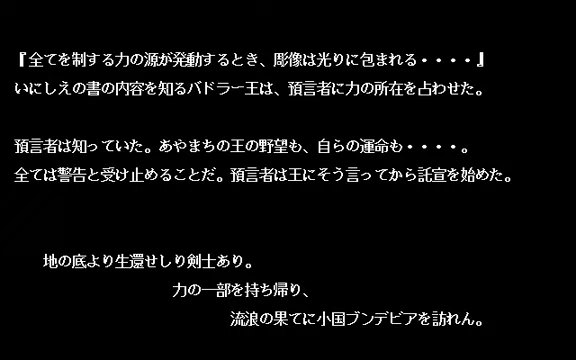 『全てを制する力の源が発動するとき、彫像は光りに包まれる・・・・』
いにしえの書の内容を知るバドラー王は、預言者に力の所在を占わせた。
預言者は知っていた。あやまちの王の野望も、自らの運命も・・・・。
全ては警告と受け止めることだ。預言者は王にそう言ってから託宣を始めた。
地の底より生還せしり剣士あり。
力の一部を持ち帰り、
流浪の果てに小国ブンデビアを訪れん。